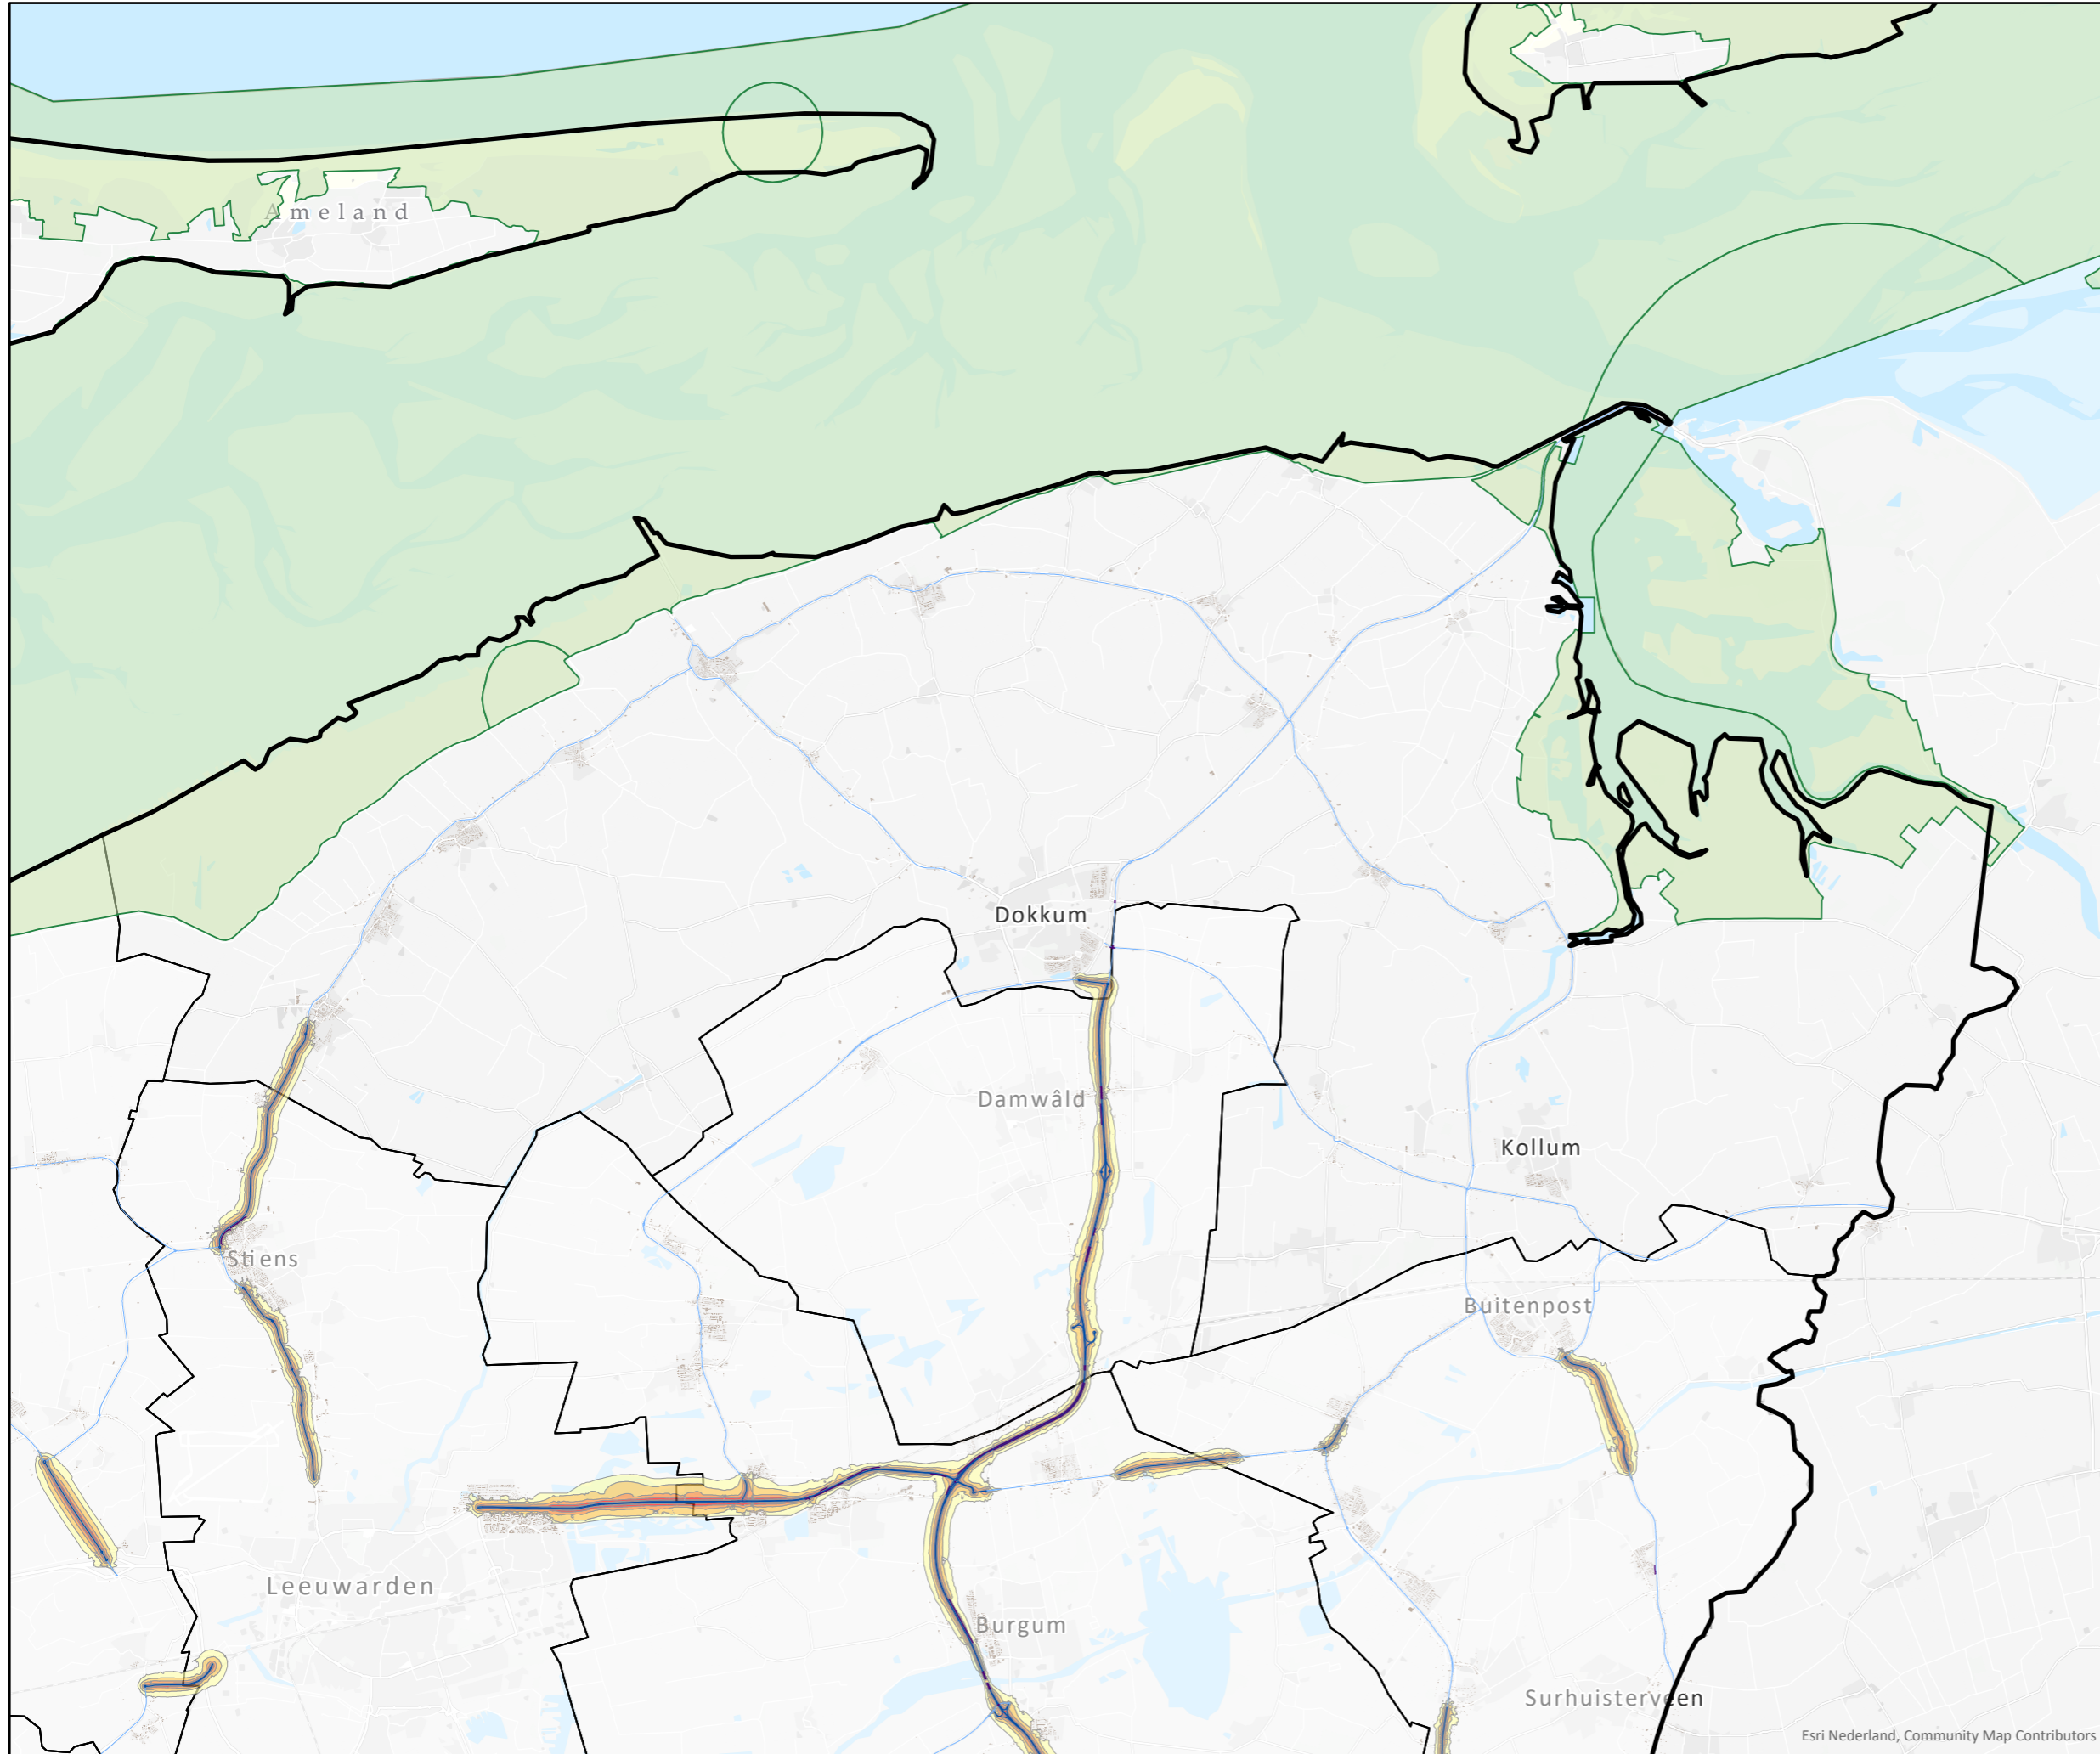 Ameland
Dokkum
Damwâld
Kollum
Stiens
Buitenpost
Leeuwarden
Burgum
Surhuisterveen
Esri Nederland, Community Map Contributors